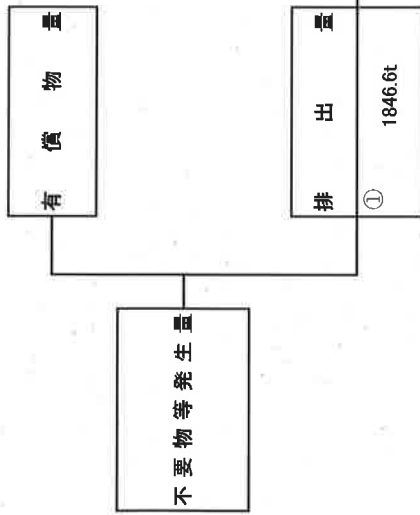 不要物等発生量
有償物量
排出量
①
1846.6t